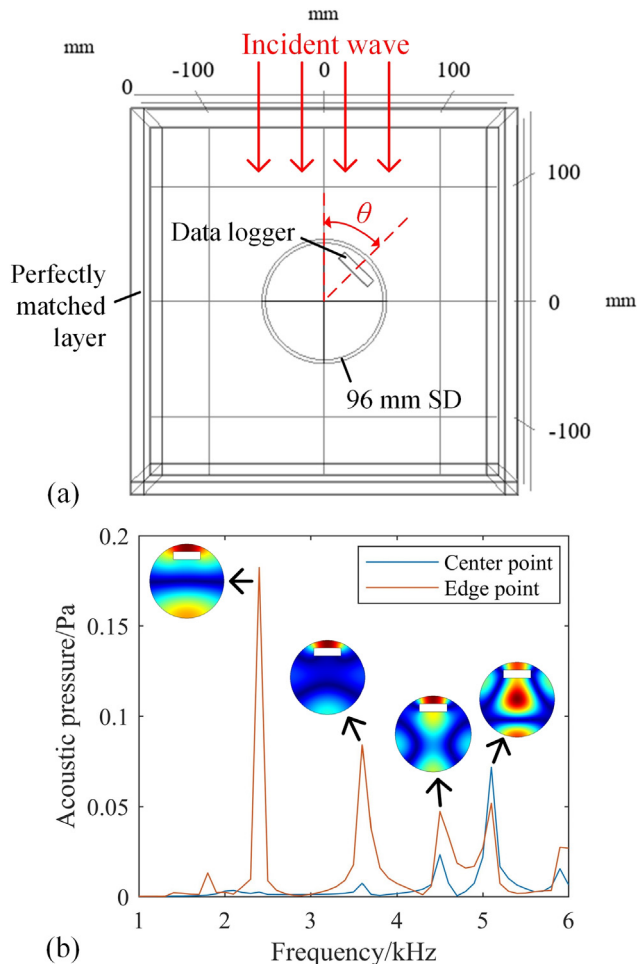 mm
Incident wave
mm
-100 0 100
0
100
θ
Data logger
Perfectly
matched
layer
0 mm
96 mm SD
-100
(a)
0.2
Center point
Edge point
0.15
0.1
0.05
0
Acoustic pressure/Pa
1 2 3 4 5 6
Frequency/kHz
(b)